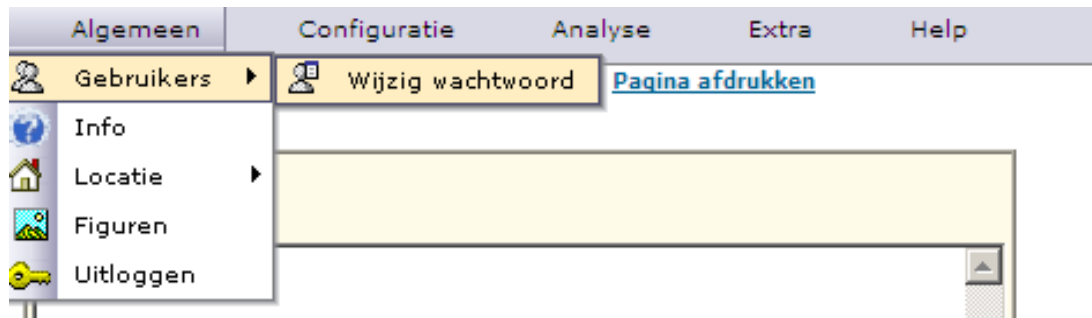 Algemeen Configuratie Analyse Extra Help
Gebruikers Wijzig wachtwoord Pagina afdrukken
Info
Locatie
Figuren
Uitloggen